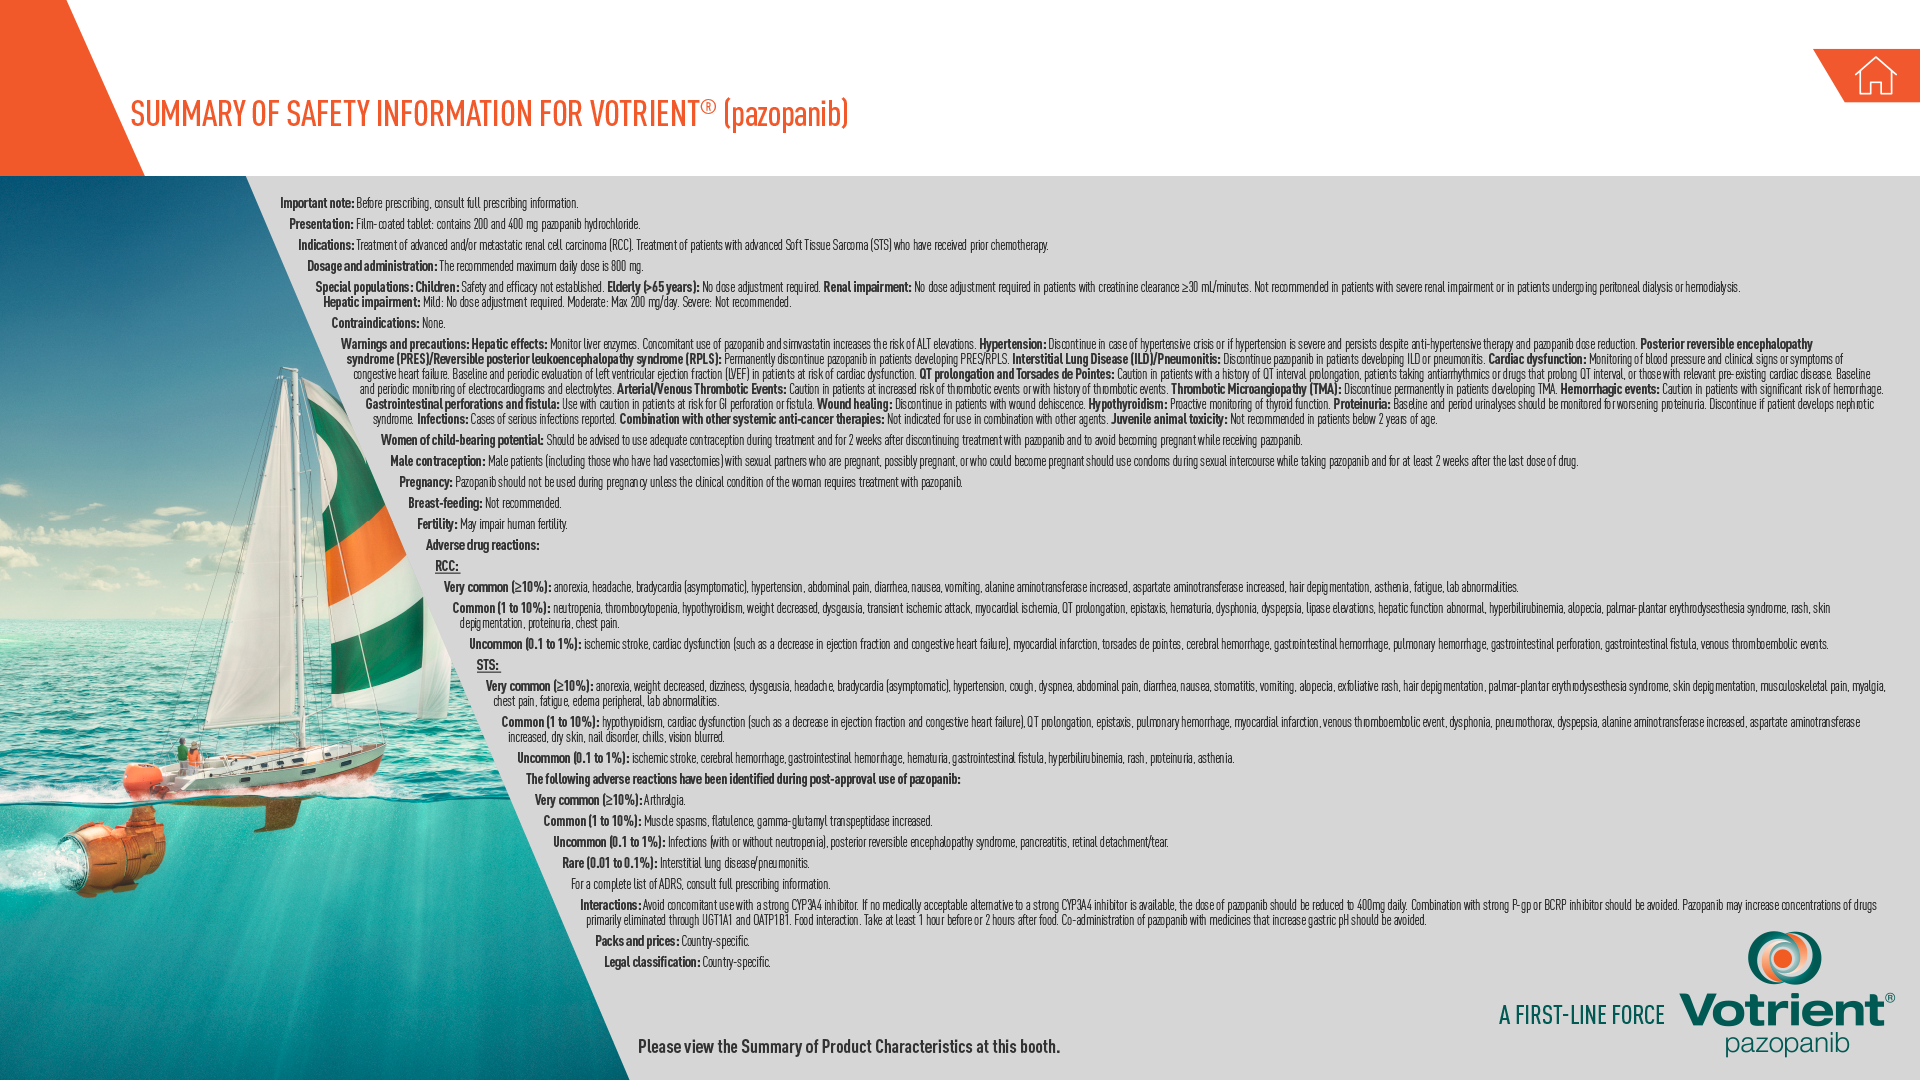 SUMMARY OF SAFETY INFORMATION FOR VOTRIENT® (pazopanib)
Important note: Before prescribing, consult full prescribing information.
Presentation: Film-coated tablet: contains 200 and 400 mg pazopanib hydrochloride.
Indications: Treatment of advanced and/or metastatic renal cell carcinoma (RCC). Treatment of patients with advanced Soft Tissue Sarcoma (STS) who have received prior chemotherapy.
Dosage and administration: The recommended maximum daily dose is 800 mg.
Special populations: Children: Safety and efficacy not established. Elderly (>65 years): No dose adjustment required. Renal impairment: No dose adjustment required in patients with creatinine clearance ≥30 mL/minutes. Not recommended in patients with severe renal impairment or in patients undergoing peritoneal dialysis or hemodialysis.
Hepatic impairment: Mild: No dose adjustment required. Moderate: Max 200 mg/day. Severe: Not recommended.
Contraindications: None.
Warnings and precautions: Hepatic effects: Monitor liver enzymes. Concomitant use of pazopanib and simvastatin increases the risk of ALT elevations. Hypertension: Discontinue in case of hypertensive crisis or if hypertension is severe and persists despite anti-hypertensive therapy and pazopanib dose reduction. Posterior reversible encephalopathy
syndrome (PRES)/Reversible posterior leukoencephalopathy syndrome (RPLS): Permanently discontinue pazopanib in patients developing PRES/RPLS. Interstitial Lung Disease (ILD)/Pneumonitis: Discontinue pazopanib in patients developing ILD or pneumonitis. Cardiac dysfunction: Monitoring of blood pressure and clinical signs or symptoms of
congestive heart failure. Baseline and periodic evaluation of left ventricular ejection fraction (LVEF) in patients at risk of cardiac dysfunction. QT prolongation and Torsades de Pointes: Caution in patients with a history of QT interval prolongation, patients taking antiarrhythmics or drugs that prolong QT interval, or those with relevant pre-existing cardiac disease. Baseline
and periodic monitoring of electrocardiograms and electrolytes. Arterial/Venous Thrombotic Events: Caution in patients at increased risk of thrombotic events or with history of thrombotic events. Thrombotic Microangiopathy (TMA): Discontinue permanently in patients developing TMA. Hemorrhagic events: Caution in patients with significant risk of hemorrhage.
Gastrointestinal perforations and fistula: Use with caution in patients at risk for GI perforation or fistula. Wound healing: Discontinue in patients with wound dehiscence. Hypothyroidism: Proactive monitoring of thyroid function. Proteinuria: Baseline and period urinalyses should be monitored for worsening proteinuria. Discontinue if patient develops nephrotic
syndrome. Infections: Cases of serious infections reported. Combination with other systemic anti-cancer therapies: Not indicated for use in combination with other agents. Juvenile animal toxicity: Not recommended in patients below 2 years of age.
Women of child-bearing potential: Should be advised to use adequate contraception during treatment and for 2 weeks after discontinuing treatment with pazopanib and to avoid becoming pregnant while receiving pazopanib.
Male contraception: Male patients (including those who have had vasectomies) with sexual partners who are pregnant, possibly pregnant, or who could become pregnant should use condoms during sexual intercourse while taking pazopanib and for at least 2 weeks after the last dose of drug.
Pregnancy: Pazopanib should not be used during pregnancy unless the clinical condition of the woman requires treatment with pazopanib.
Breast-feeding: Not recommended.
Fertility: May impair human fertility.
Adverse drug reactions:
RCC:
Very common (≥10%): anorexia, headache, bradycardia (asymptomatic), hypertension, abdominal pain, diarrhea, nausea, vomiting, alanine aminotransferase increased, aspartate aminotransferase increased, hair depigmentation, asthenia, fatigue, lab abnormalities.
Common (1 to 10%): neutropenia, thrombocytopenia, hypothyroidism, weight decreased, dysgeusia, transient ischemic attack, myocardial ischemia, QT prolongation, epistaxis, hematuria, dysphonia, dyspepsia, lipase elevations, hepatic function abnormal, hyperbilirubinemia, alopecia, palmar-plantar erythrodysesthesia syndrome, rash, skin
depigmentation, proteinuria, chest pain.
Uncommon (0.1 to 1%): ischemic stroke, cardiac dysfunction (such as a decrease in ejection fraction and congestive heart failure), myocardial infarction, torsades de pointes, cerebral hemorrhage, gastrointestinal hemorrhage, pulmonary hemorrhage, gastrointestinal perforation, gastrointestinal fistula, venous thromboembolic events.
STS:
Very common (≥10%): anorexia, weight decreased, dizziness, dysgeusia, headache, bradycardia (asymptomatic), hypertension, cough, dyspnea, abdominal pain, diarrhea, nausea, stomatitis, vomiting, alopecia, exfoliative rash, hair depigmentation, palmar-plantar erythrodysesthesia syndrome, skin depigmentation, musculoskeletal pain, myalgia,
chest pain, fatigue, edema peripheral, lab abnormalities.
Common (1 to 10%): hypothyroidism, cardiac dysfunction (such as a decrease in ejection fraction and congestive heart failure), QT prolongation, epistaxis, pulmonary hemorrhage, myocardial infarction, venous thromboembolic event, dysphonia, pneumothorax, dyspepsia, alanine aminotransferase increased, aspartate aminotransferase
increased, dry skin, nail disorder, chills, vision blurred.
Uncommon (0.1 to 1%): ischemic stroke, cerebral hemorrhage, gastrointestinal hemorrhage, hematuria, gastrointestinal fistula, hyperbilirubinemia, rash, proteinuria, asthenia.
The following adverse reactions have been identified during post-approval use of pazopanib:
Very common (≥10%): Arthralgia.
Common (1 to 10%): Muscle spasms, flatulence, gamma-glutamyl transpeptidase increased.
Uncommon (0.1 to 1%): Infections (with or without neutropenia), posterior reversible encephalopathy syndrome, pancreatitis, retinal detachment/tear.
Rare (0.01 to 0.1%): Interstitial lung disease/pneumonitis.
For a complete list of ADRS, consult full prescribing information.
Interactions: Avoid concomitant use with a strong CYP3A4 inhibitor. If no medically acceptable alternative to a strong CYP3A4 inhibitor is available, the dose of pazopanib should be reduced to 400mg daily. Combination with strong P-gp or BCRP inhibitor should be avoided. Pazopanib may increase concentrations of drugs
primarily eliminated through UGT1A1 and OATP1B1. Food interaction. Take at least 1 hour before or 2 hours after food. Co-administration of pazopanib with medicines that increase gastric pH should be avoided.
Packs and prices: Country-specific.
Legal classification: Country-specific.
A FIRST-LINE FORCE
Votrient®
pazopanib
Please view the Summary of Product Characteristics at this booth.